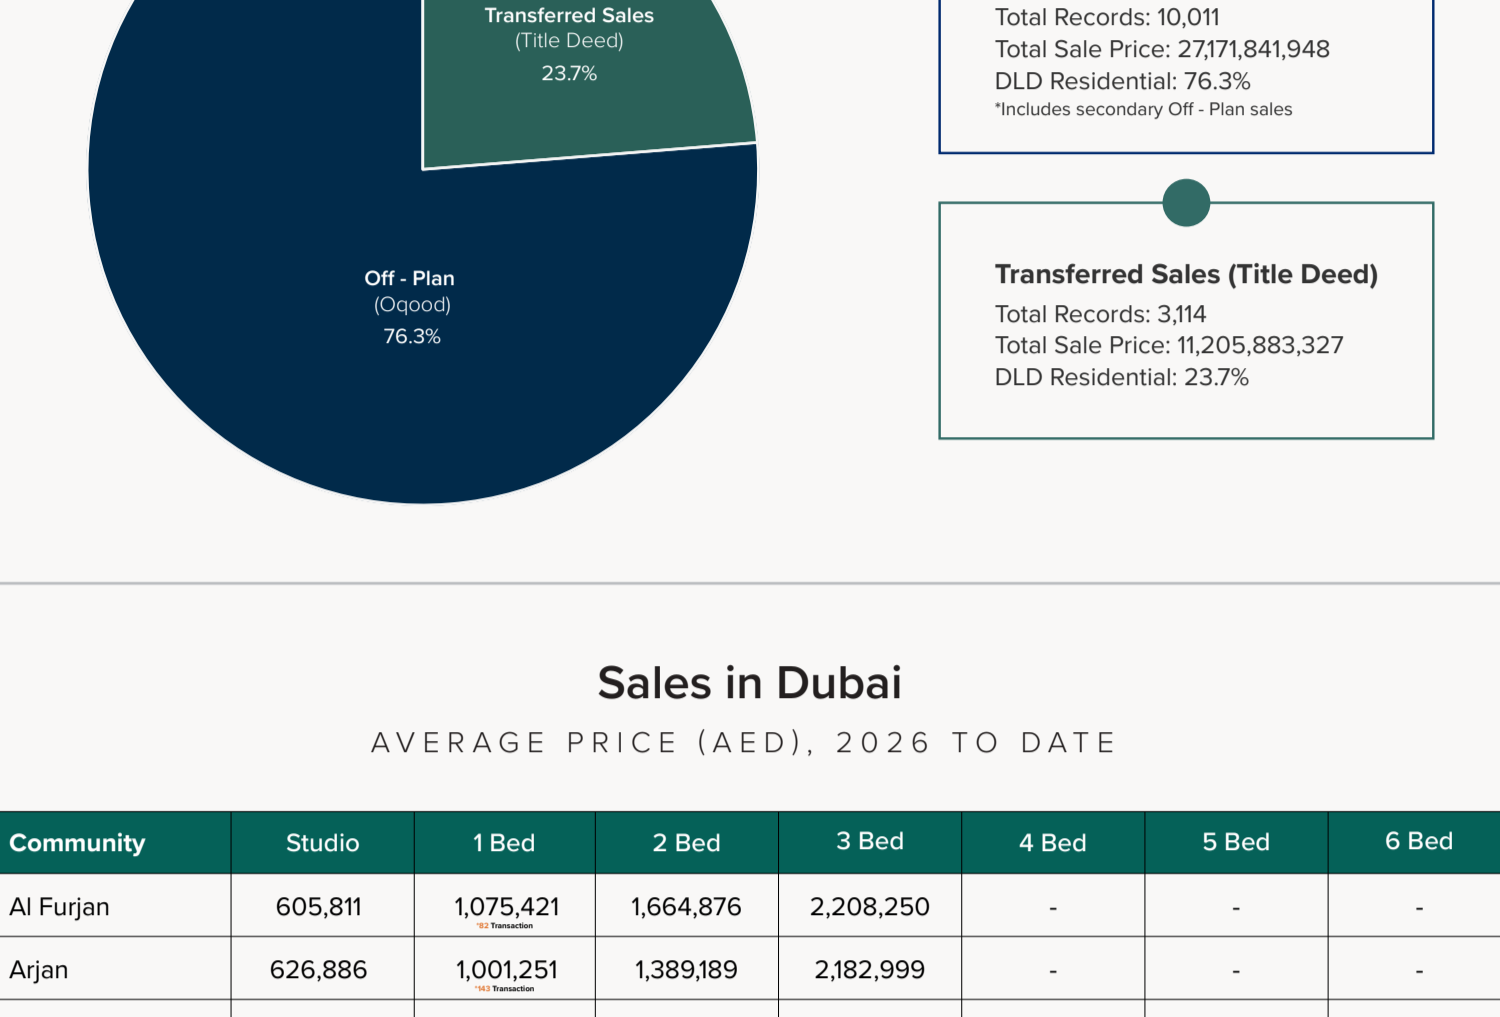 Transferred Sales
(Title Deed)
23.7%
Off - Plan
(Oqood)
76.3%
Total Records: 10,011
Total Sale Price: 27,171,841,948
DLD Residential: 76.3%
*Includes secondary Off - Plan sales
Transferred Sales (Title Deed)
Total Records: 3,114
Total Sale Price: 11,205,883,327
DLD Residential: 23.7%
Sales in Dubai
AVERAGE PRICE (AED), 2026 TO DATE
Community Studio 1 Bed 2 Bed 3 Bed 4 Bed 5 Bed 6 Bed
Al Furjan 605,811 1,075,421 1,664,876 2,208,250 - - -
*82 Transaction
Arjan 626,886 1,001,251 1,389,189 2,182,999 - - -
*143 Transaction